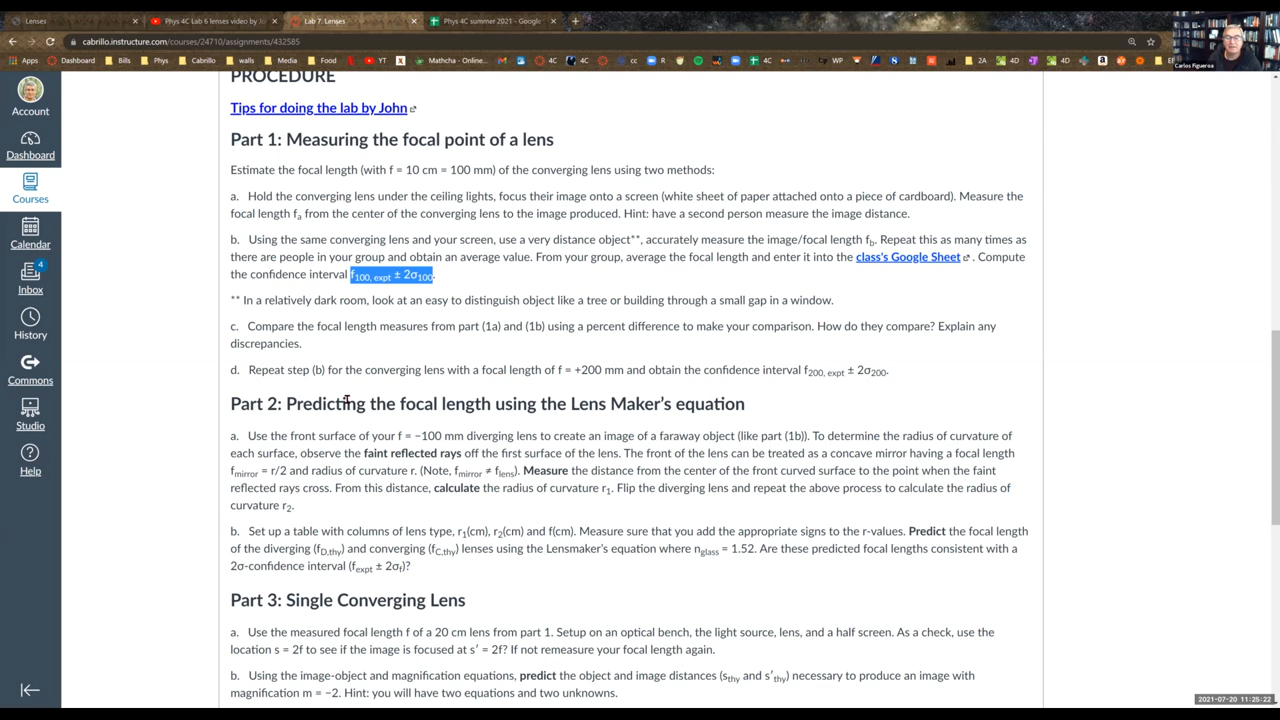 Lenses
Phys 4C Lab 6 lenses video by Jo
Lab 7. Lenses
Phys 4C summer 2021 - Google
cabrillo.instructure.com/courses/24710/assignments/432585
Apps
Dashboard
Bills
Phys
Cabrillo
walls
Media
Food
YT
Mathcha - Online...
4C
4C
cc
R
4C
CP
WP
2A
4D
4D
Carlos Figueroa
Account
Dashboard
Courses
Calendar
4
Inbox
History
Commons
Studio
Help
PROCEDURE
Tips for doing the lab by John
Part 1: Measuring the focal point of a lens
Estimate the focal length (with f = 10 cm = 100 mm) of the converging lens using two methods:
a. Hold the converging lens under the ceiling lights, focus their image onto a screen (white sheet of paper attached onto a piece of cardboard). Measure the
focal length fa from the center of the converging lens to the image produced. Hint: have a second person measure the image distance.
b. Using the same converging lens and your screen, use a very distance object**, accurately measure the image/focal length fb. Repeat this as many times as
there are people in your group and obtain an average value. From your group, average the focal length and enter it into the class's Google Sheet . Compute
the confidence interval f100, expt ± 2σ100.
** In a relatively dark room, look at an easy to distinguish object like a tree or building through a small gap in a window.
c. Compare the focal length measures from part (1a) and (1b) using a percent difference to make your comparison. How do they compare? Explain any
discrepancies.
d. Repeat step (b) for the converging lens with a focal length of f = +200 mm and obtain the confidence interval f200, expt ± 2σ200.
Part 2: Predicting the focal length using the Lens Maker's equation
a. Use the front surface of your f = −100 mm diverging lens to create an image of a faraway object (like part (1b)). To determine the radius of curvature of
each surface, observe the faint reflected rays off the first surface of the lens. The front of the lens can be treated as a concave mirror having a focal length
fmirror = r/2 and radius of curvature r. (Note, fmirror ≠ flens). Measure the distance from the center of the front curved surface to the point when the faint
reflected rays cross. From this distance, calculate the radius of curvature r1. Flip the diverging lens and repeat the above process to calculate the radius of
curvature r2.
b. Set up a table with columns of lens type, r1(cm), r2(cm) and f(cm). Measure sure that you add the appropriate signs to the r-values. Predict the focal length
of the diverging (fD,thy) and converging (fC,thy) lenses using the Lensmaker's equation where nglass = 1.52. Are these predicted focal lengths consistent with a
2σ-confidence interval (fexpt ± 2σf)?
Part 3: Single Converging Lens
a. Use the measured focal length f of a 20 cm lens from part 1. Setup on an optical bench, the light source, lens, and a half screen. As a check, use the
location s = 2f to see if the image is focused at s′ = 2f? If not remeasure your focal length again.
b. Using the image-object and magnification equations, predict the object and image distances (sthy and s′thy) necessary to produce an image with
magnification m = −2. Hint: you will have two equations and two unknowns.
2021-07-20 11:25:22